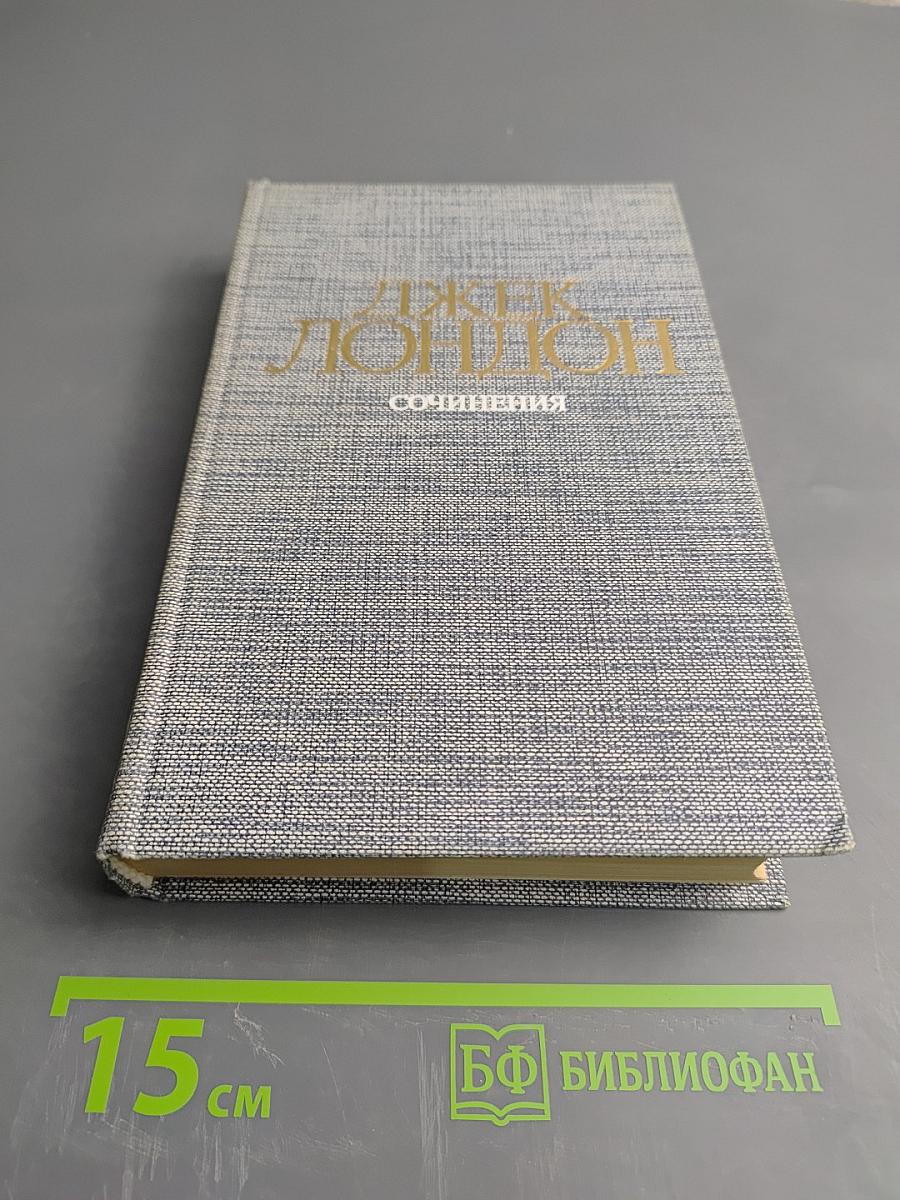 ДЖЕК
ЛОНДОН
СОЧИНЕНИЯ
15 см
БФ БИБЛИОФАН